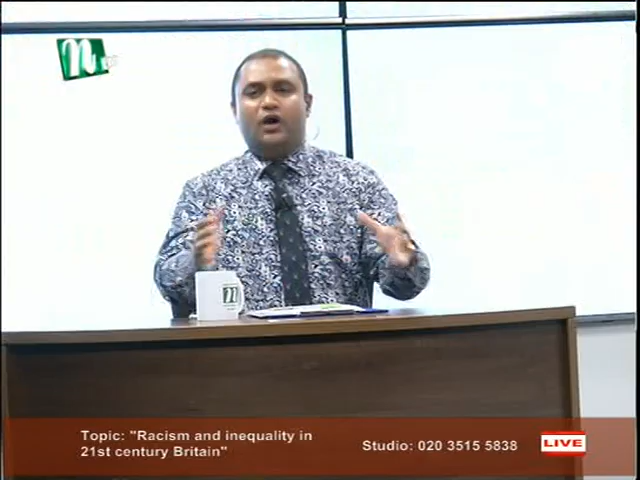 n
Topic: "Racism and inequality in
21st century Britain"
Studio: 020 3515 5838
LIVE